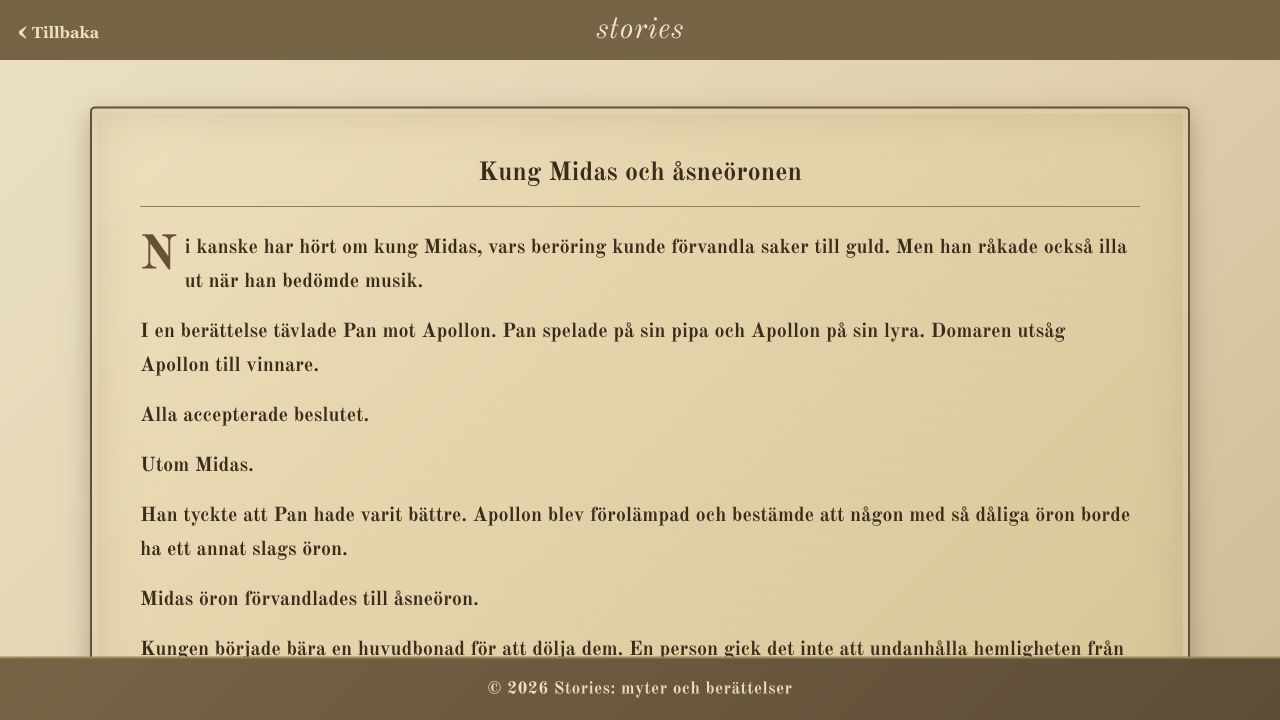 Tillbaka
stories
Kung Midas och åsneöronen
Ni kanske har hört om kung Midas, vars beröring kunde förvandla saker till guld. Men han råkade också illa
ut när han bedömde musik.
I en berättelse tävlade Pan mot Apollon. Pan spelade på sin pipa och Apollon på sin lyra. Domaren utsåg
Apollon till vinnare.
Alla accepterade beslutet.
Utom Midas.
Han tyckte att Pan hade varit bättre. Apollon blev förolämpad och bestämde att någon med så dåliga öron borde
ha ett annat slags öron.
Midas öron förvandlades till åsneöron.
Kungen började bära en huvudbonad för att dölja dem. En person gick det inte att undanhålla hemligheten från
© 2026 Stories: myter och berättelser